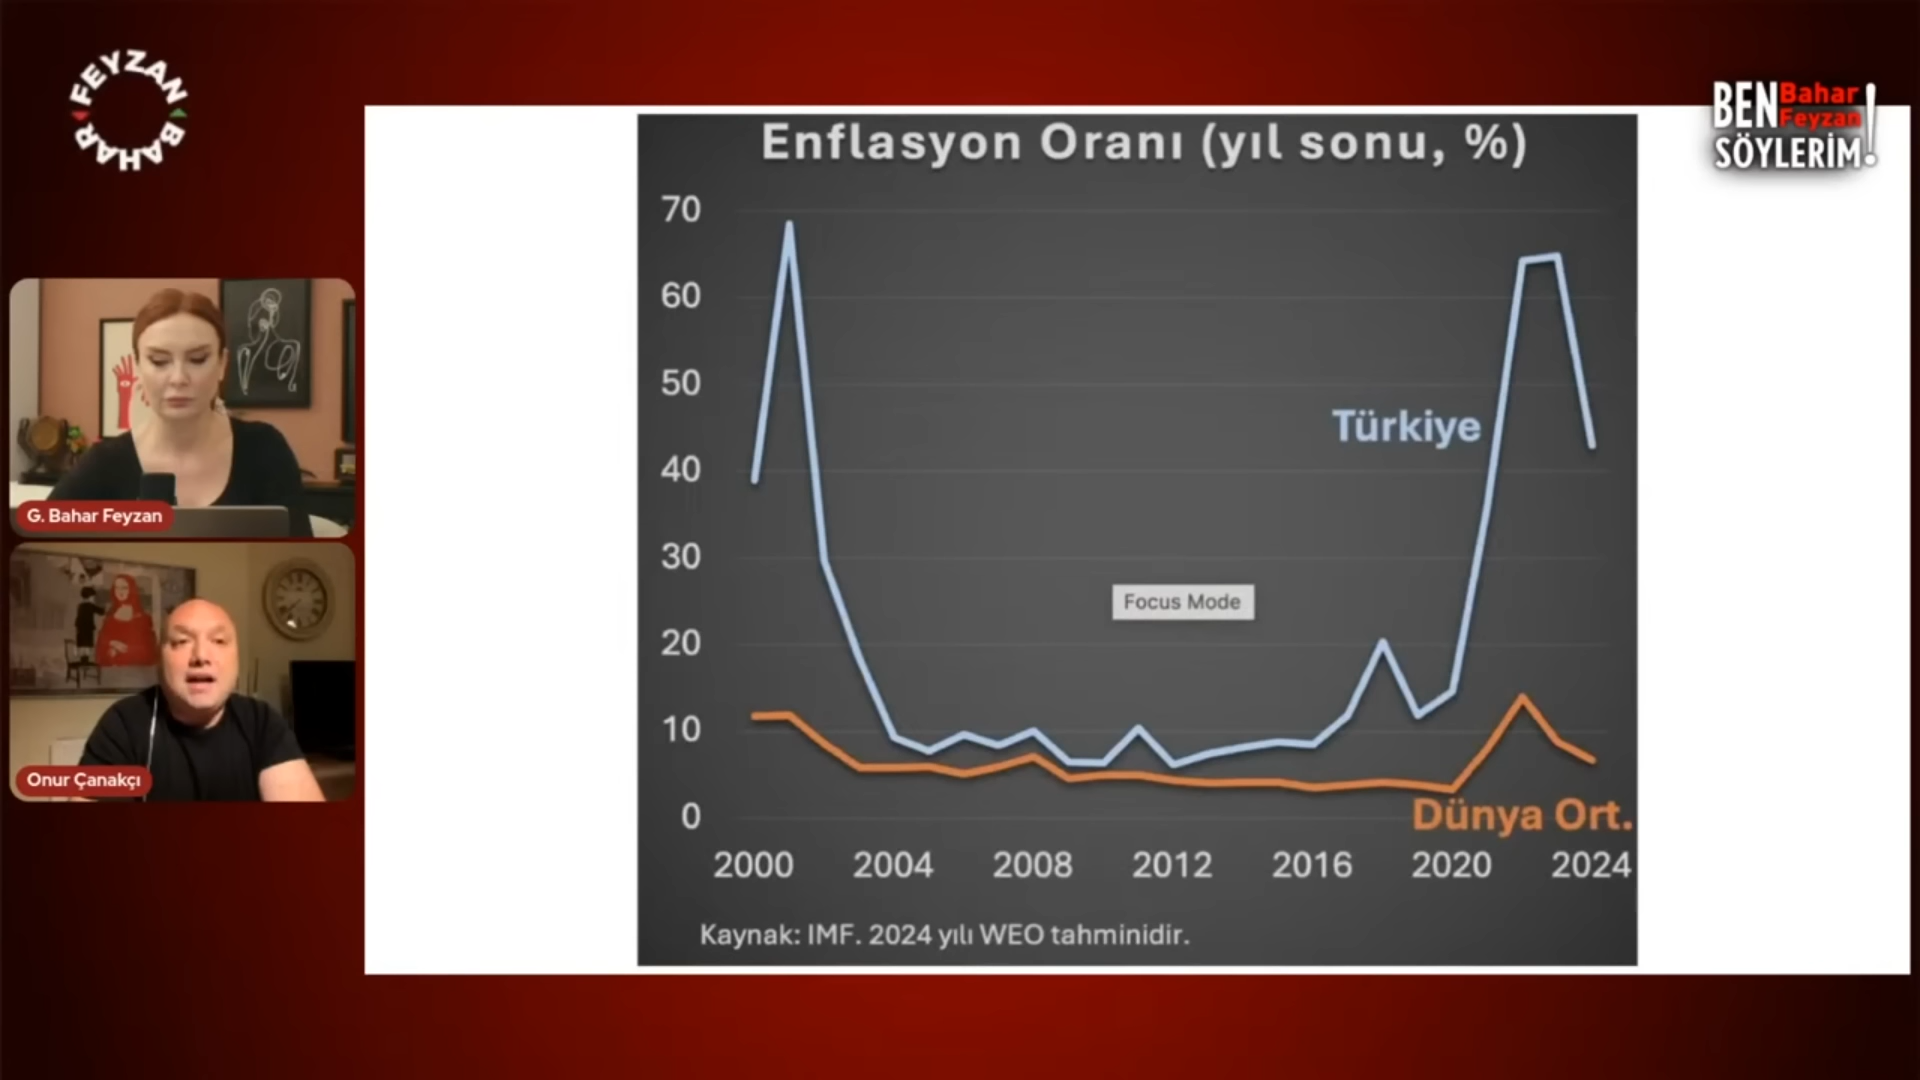 FEYZAN
BAHAR
BEN Bahar Feyzan
SÖYLERİM!
Enflasyon Oranı (yıl sonu, %)
70
60
50
40
30
20
10
0
Türkiye
Focus Mode
Dünya Ort.
2000 2004 2008 2012 2016 2020 2024
Kaynak: IMF. 2024 yılı WEO tahminidir.
G. Bahar Feyzan
Onur Çanakçı